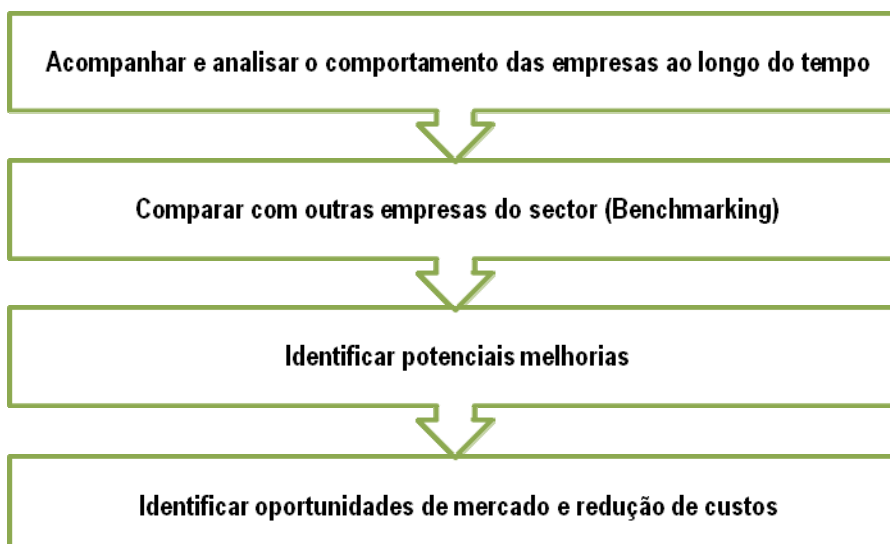 Acompanhar e analisar o comportamento das empresas ao longo do tempo
Comparar com outras empresas do sector (Benchmarking)
Identificar potenciais melhorias
Identificar oportunidades de mercado e redução de custos